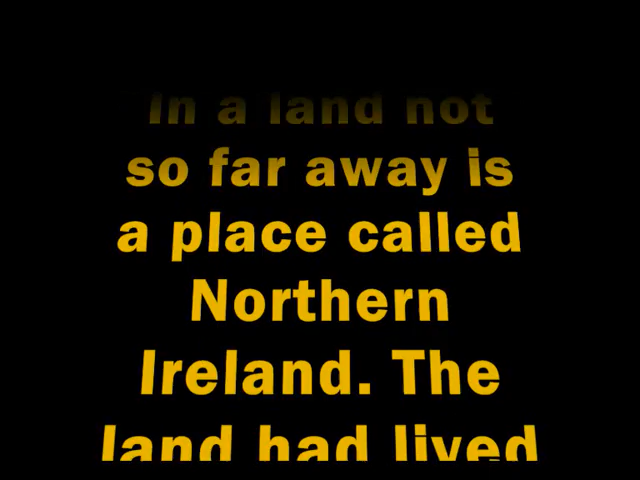 In a land not
so far away is
a place called
Northern
Ireland. The
land had lived